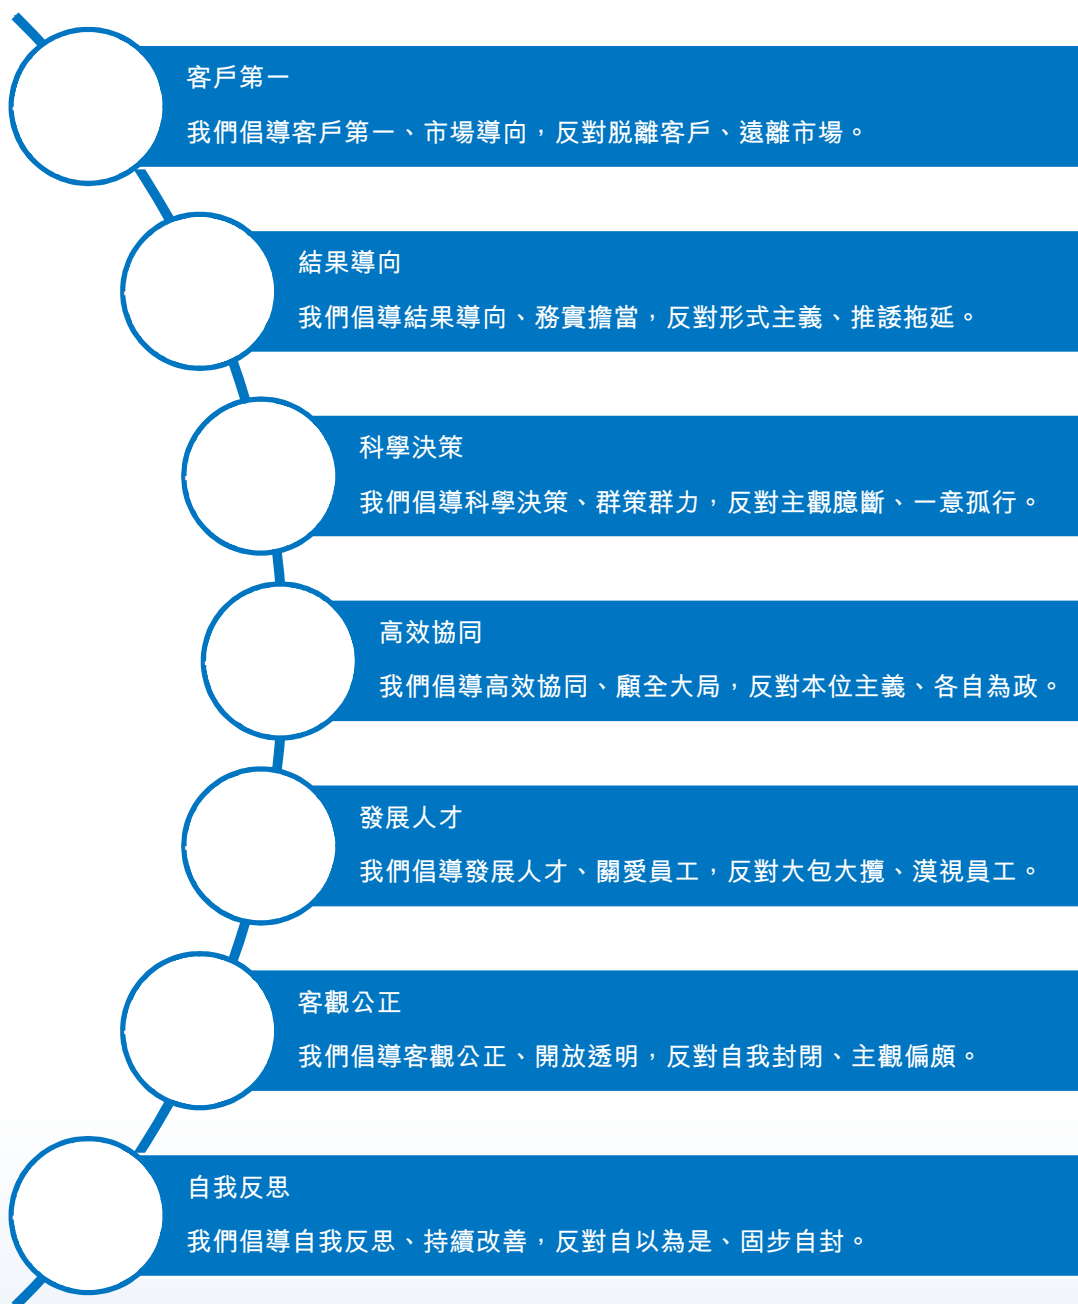 客戶第一
我們倡導客戶第一、市場導向，反對脱離客戶、遠離市場。
結果導向
我們倡導結果導向、務實擔當，反對形式主義、推諉拖延。
科學決策
我們倡導科學決策、群策群力，反對主觀臆斷、一意孤行。
高效協同
我們倡導高效協同、顧全大局，反對本位主義、各自為政。
發展人才
我們倡導發展人才、關愛員工，反對大包大攬、漠視員工。
客觀公正
我們倡導客觀公正、開放透明，反對自我封閉、主觀偏頗。
自我反思
我們倡導自我反思、持續改善，反對自以為是、固步自封。